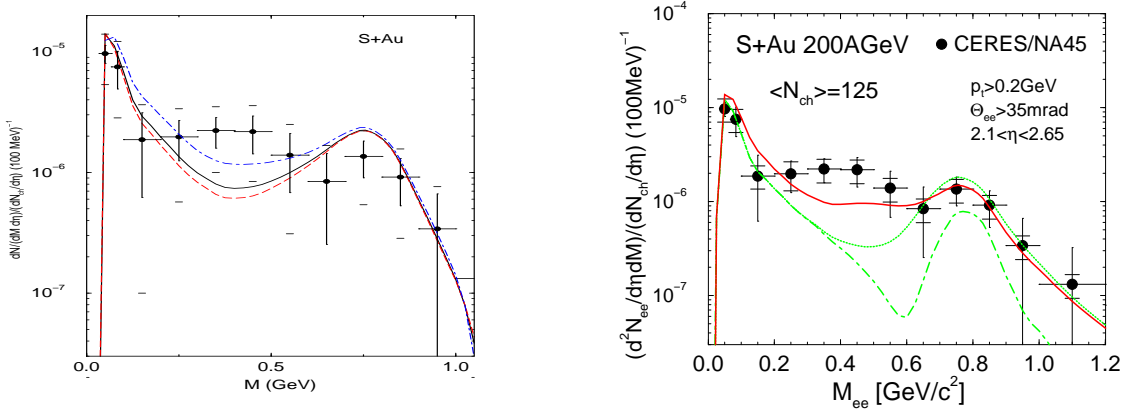 S+Au
dN/(dM dη)/(dN_ch/dη) (100 MeV)⁻¹
10⁻⁵
10⁻⁶
10⁻⁷
0.0
0.5
1.0
M (GeV)
S+Au 200AGeV
CERES/NA45
<N_ch>=125
p_t>0.2GeV
Θ_ee>35mrad
2.1<η<2.65
(d²N_ee/dηdM)/(dN_ch/dη) (100MeV)⁻¹
10⁻⁴
10⁻⁵
10⁻⁶
10⁻⁷
0.0 0.2 0.4 0.6 0.8 1.0 1.2
M_ee [GeV/c²]